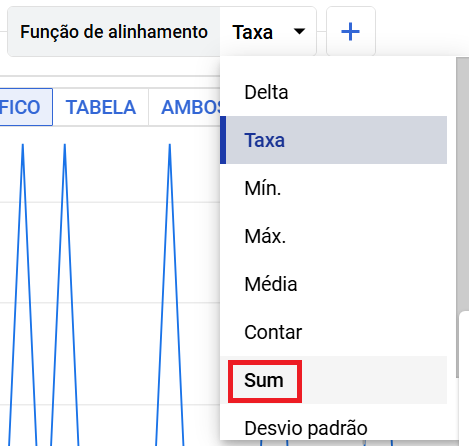 Função de alinhamento Taxa +
FICO TABELA AMBOS
Delta
Taxa
Mín.
Máx.
Média
Contar
Sum
Desvio padrão